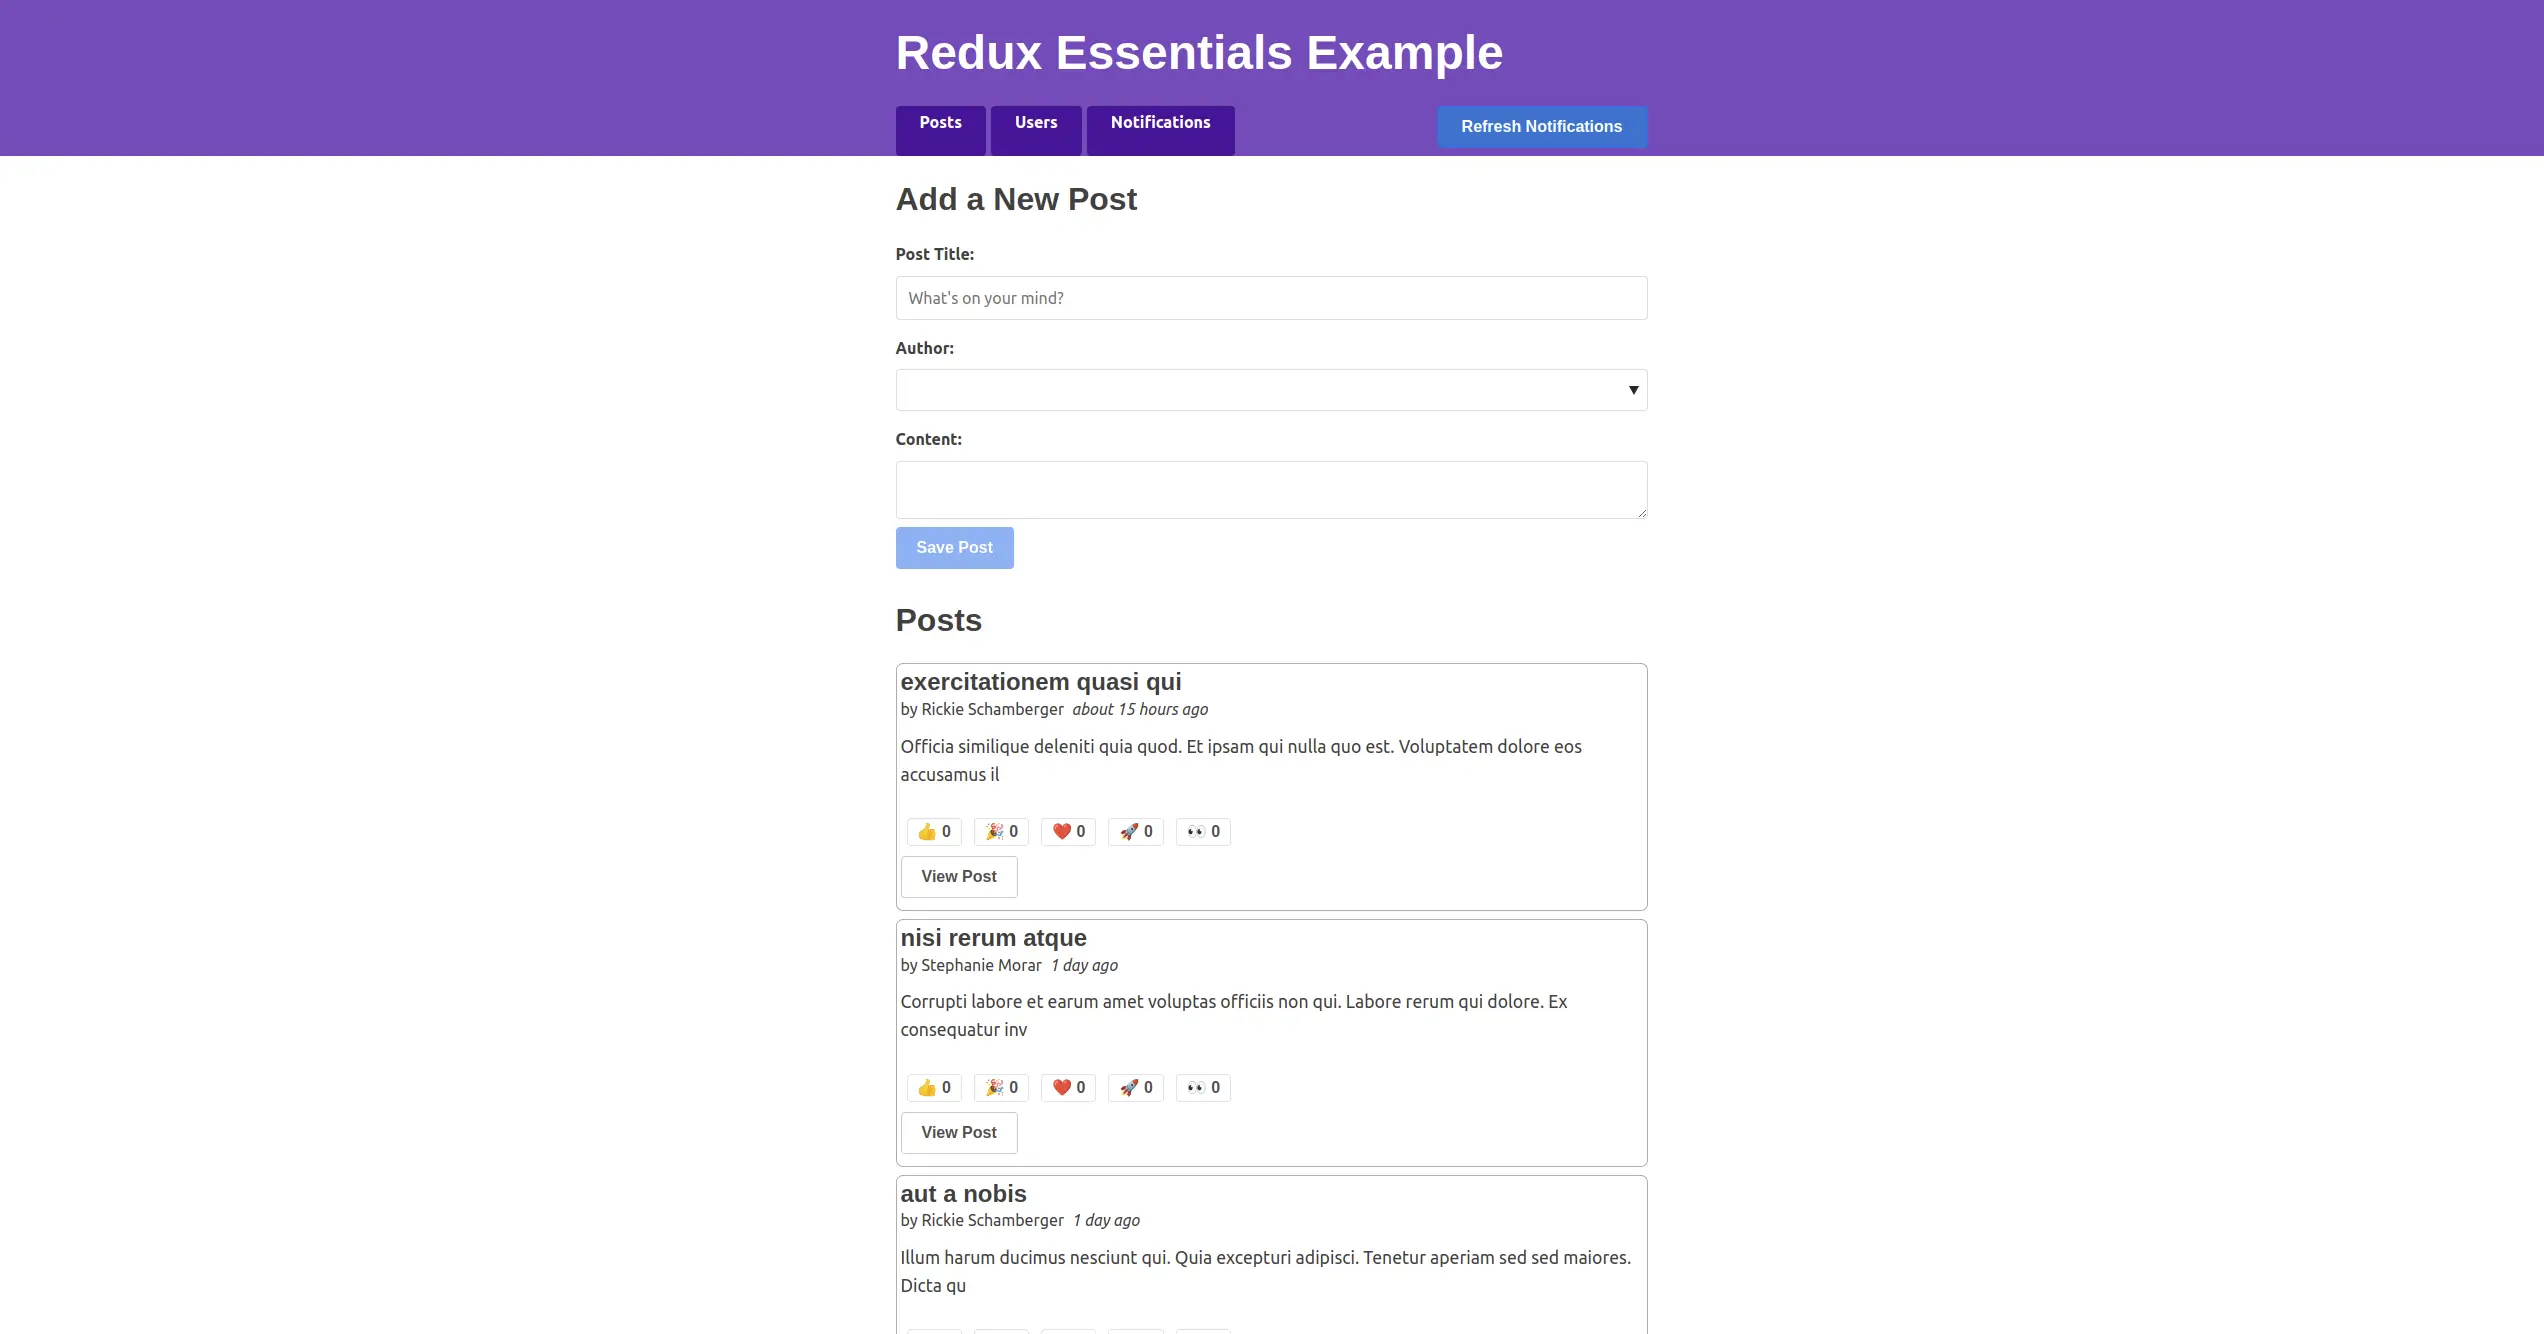 Redux Essentials Example
Posts Users Notifications Refresh Notifications
Add a New Post
Post Title:
What's on your mind?
Author:
Content:
Save Post
Posts
exercitationem quasi qui
by Rickie Schamberger about 15 hours ago
Officia similique deleniti quia quod. Et ipsam qui nulla quo est. Voluptatem dolore eos
accusamus il
👍 0 🎉 0 ❤️ 0 🚀 0 👀 0
View Post
nisi rerum atque
by Stephanie Morar 1 day ago
Corrupti labore et earum amet voluptas officiis non qui. Labore rerum qui dolore. Ex
consequatur inv
👍 0 🎉 0 ❤️ 0 🚀 0 👀 0
View Post
aut a nobis
by Rickie Schamberger 1 day ago
Illum harum ducimus nesciunt qui. Quia excepturi adipisci. Tenetur aperiam sed sed maiores.
Dicta qu